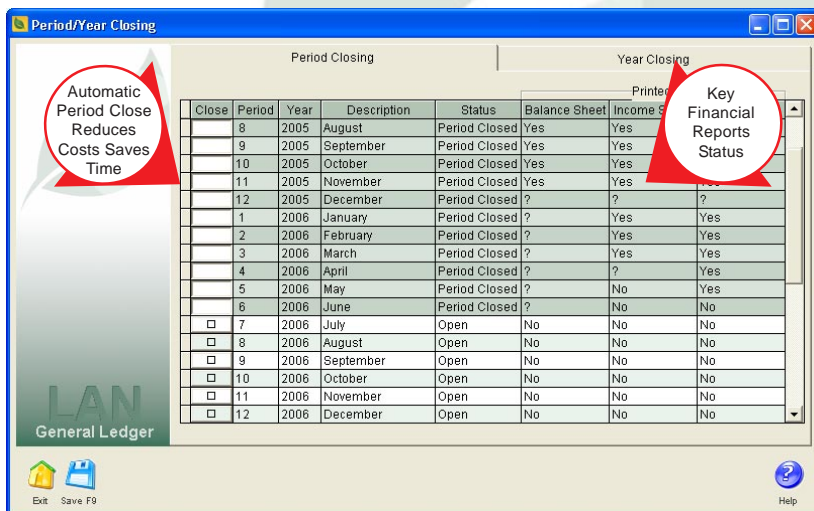 Period/Year Closing
Period Closing
Year Closing
Automatic
Period Close
Reduces
Costs Saves
Time
Printed
Key
Financial
Reports
Status
Close Period Year Description Status Balance Sheet Income S
8 2005 August Period Closed Yes Yes
9 2005 September Period Closed Yes Yes
10 2005 October Period Closed Yes Yes
11 2005 November Period Closed Yes Yes Yes
12 2005 December Period Closed ? ? ?
1 2006 January Period Closed ? Yes Yes
2 2006 February Period Closed ? Yes Yes
3 2006 March Period Closed ? Yes Yes
4 2006 April Period Closed ? ? Yes
5 2006 May Period Closed ? No Yes
6 2006 June Period Closed ? No No
7 2006 July Open No No No
8 2006 August Open No No No
9 2006 September Open No No No
10 2006 October Open No No No
11 2006 November Open No No No
12 2006 December Open No No No
LAN
General Ledger
Exit Save F9
Help